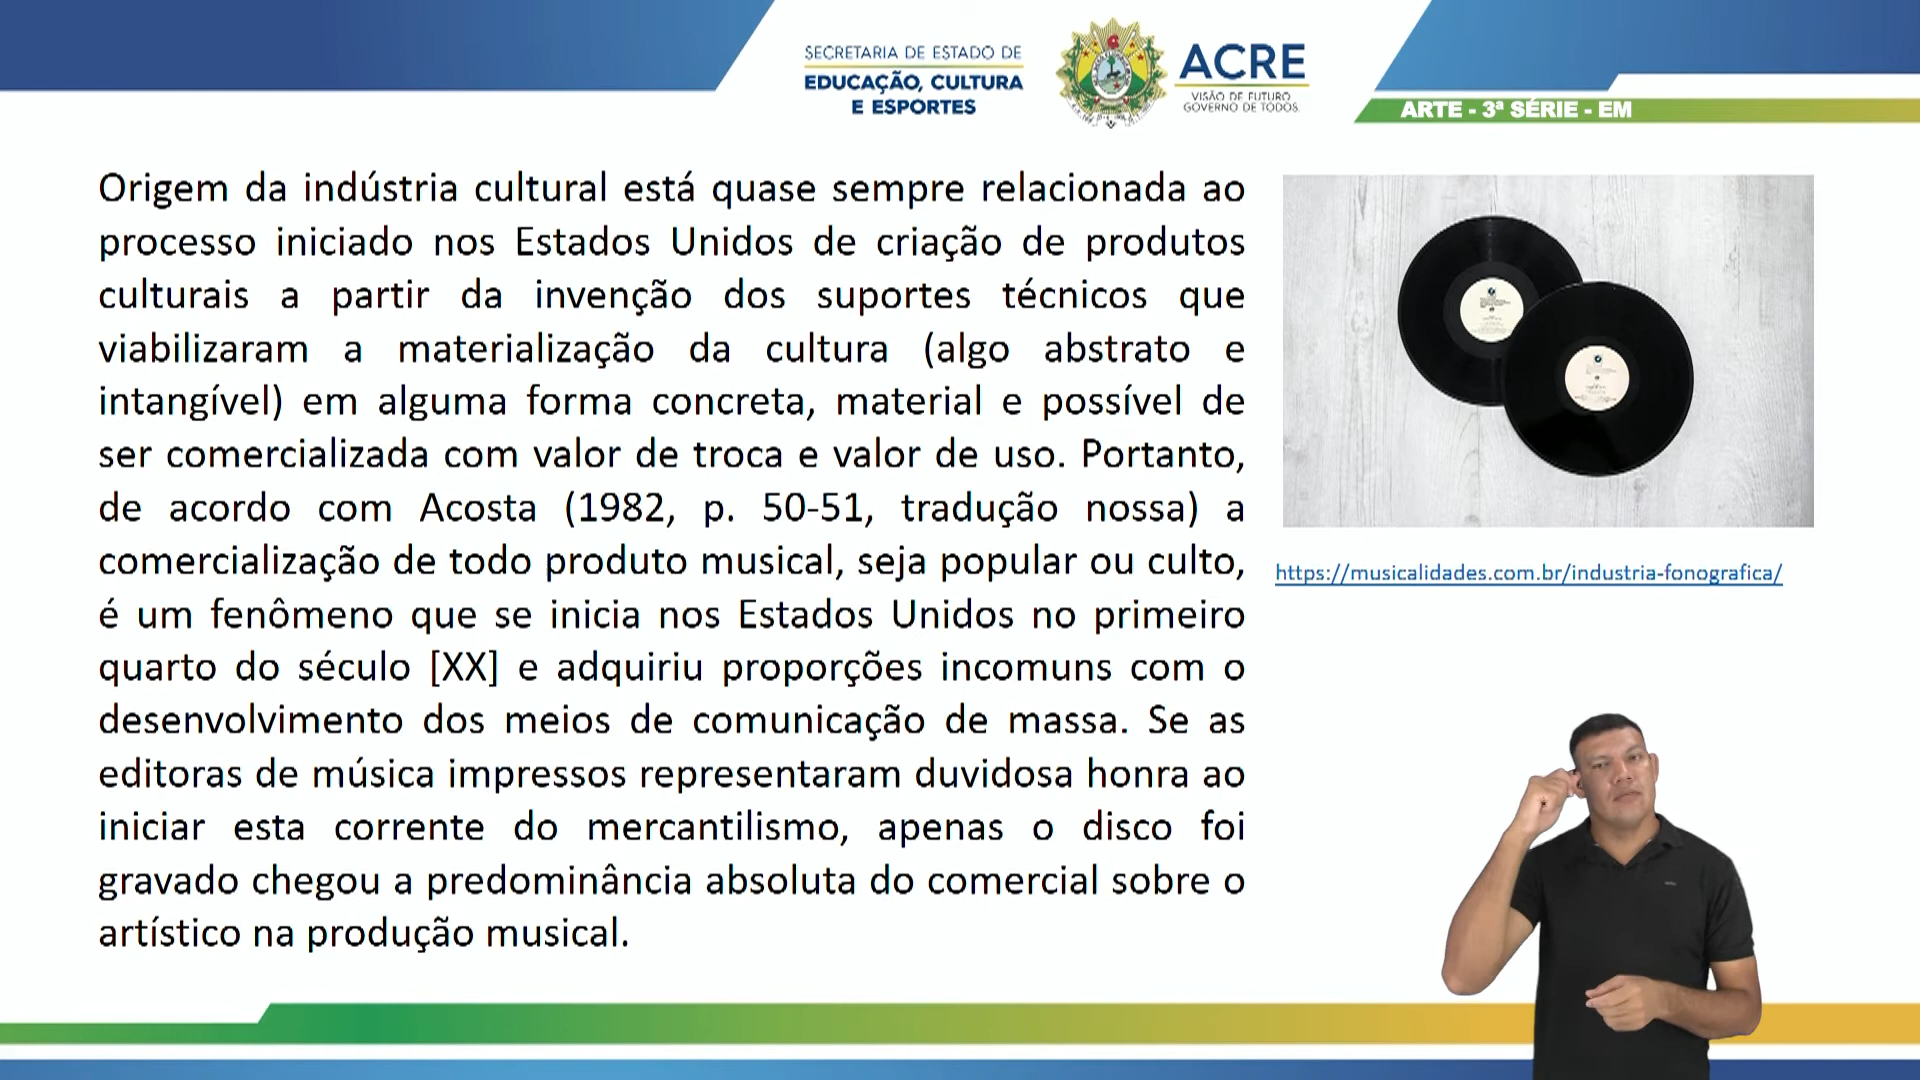 SECRETARIA DE ESTADO DE
EDUCAÇÃO, CULTURA
E ESPORTES
ACRE
VISÃO DE FUTURO
GOVERNO DE TODOS
ARTE - 3ª SÉRIE - EM
Origem da indústria cultural está quase sempre relacionada ao
processo iniciado nos Estados Unidos de criação de produtos
culturais a partir da invenção dos suportes técnicos que
viabilizaram a materialização da cultura (algo abstrato e
intangível) em alguma forma concreta, material e possível de
ser comercializada com valor de troca e valor de uso. Portanto,
de acordo com Acosta (1982, p. 50-51, tradução nossa) a
comercialização de todo produto musical, seja popular ou culto,
é um fenômeno que se inicia nos Estados Unidos no primeiro
quarto do século [XX] e adquiriu proporções incomuns com o
desenvolvimento dos meios de comunicação de massa. Se as
editoras de música impressos representaram duvidosa honra ao
iniciar esta corrente do mercantilismo, apenas o disco foi
gravado chegou a predominância absoluta do comercial sobre o
artístico na produção musical.
https://musicalidades.com.br/industria-fonografica/